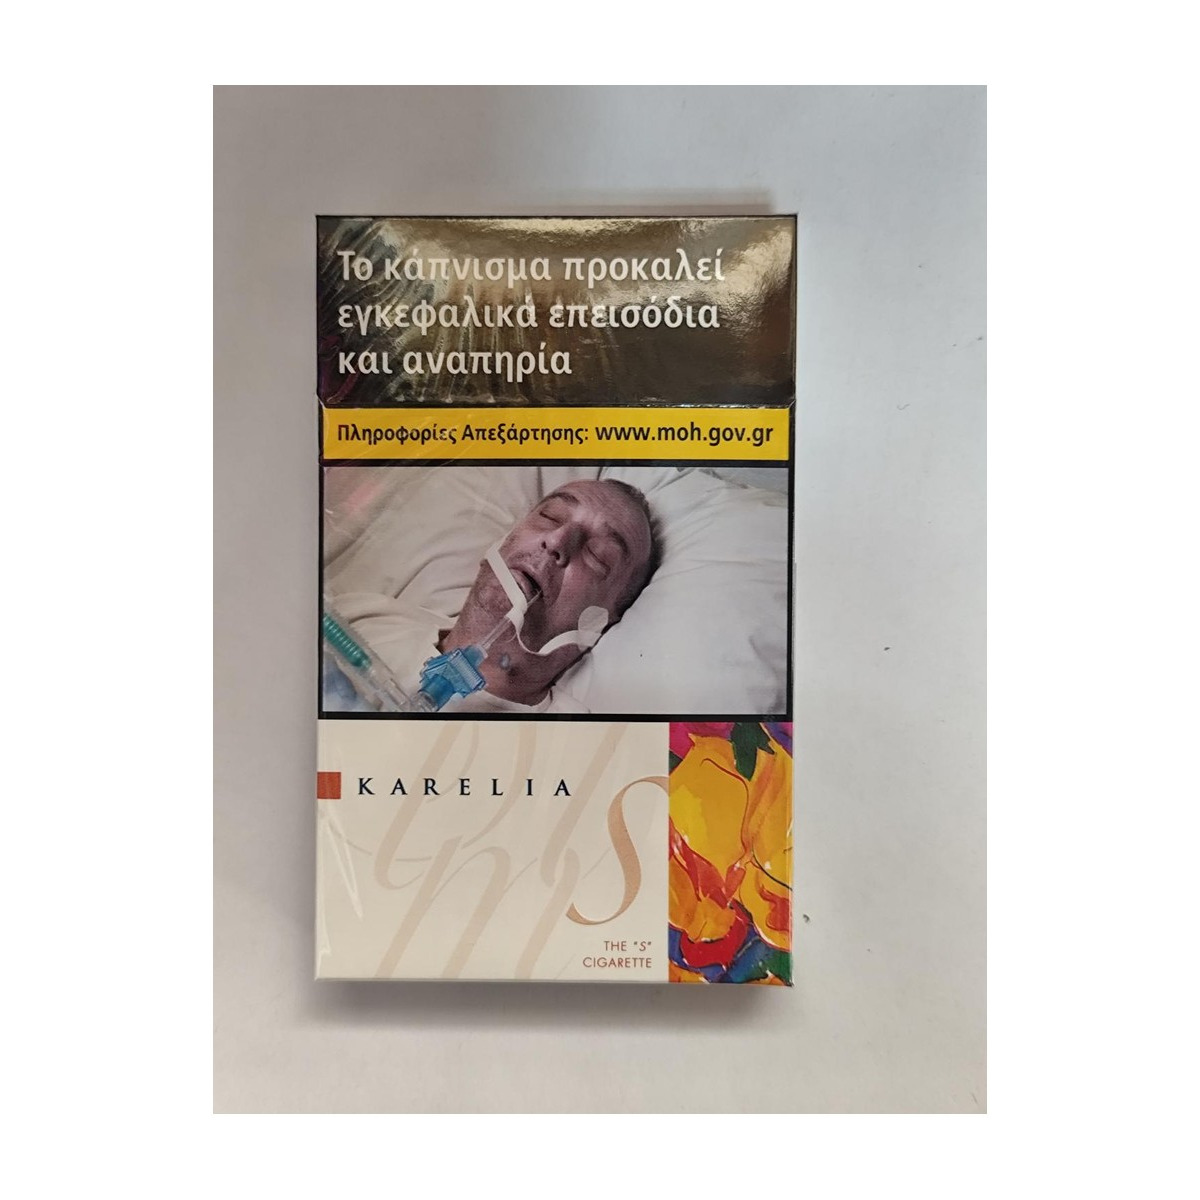 Το κάπνισμα προκαλεί
εγκεφαλικά επεισόδια
και αναπηρία
Πληροφορίες Απεξάρτησης: www.moh.gov.gr
KARELIA
S
THE "S"
CIGARETTE